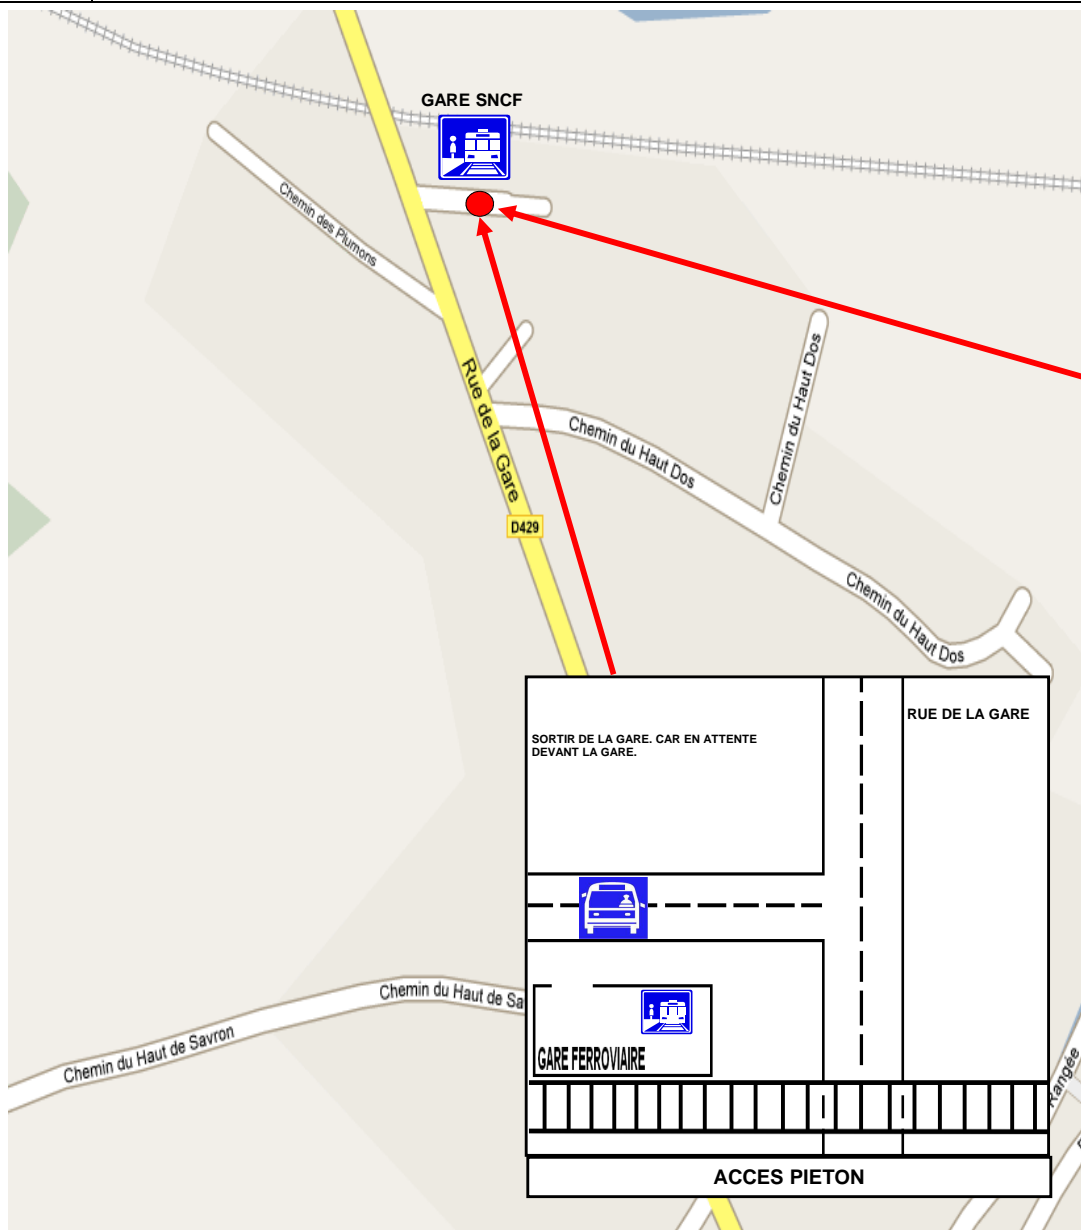 GARE SNCF
Chemin des Plumons
Rue de la Gare
Chemin du Haut Dos
Chemin du Haut Dos
D429
Chemin du Haut Dos
RUE DE LA GARE
SORTIR DE LA GARE. CAR EN ATTENTE
DEVANT LA GARE.
Chemin du Haut de Sa
Chemin du Haut de Savron
GARE FERROVIAIRE
Rangée
ACCES PIETON